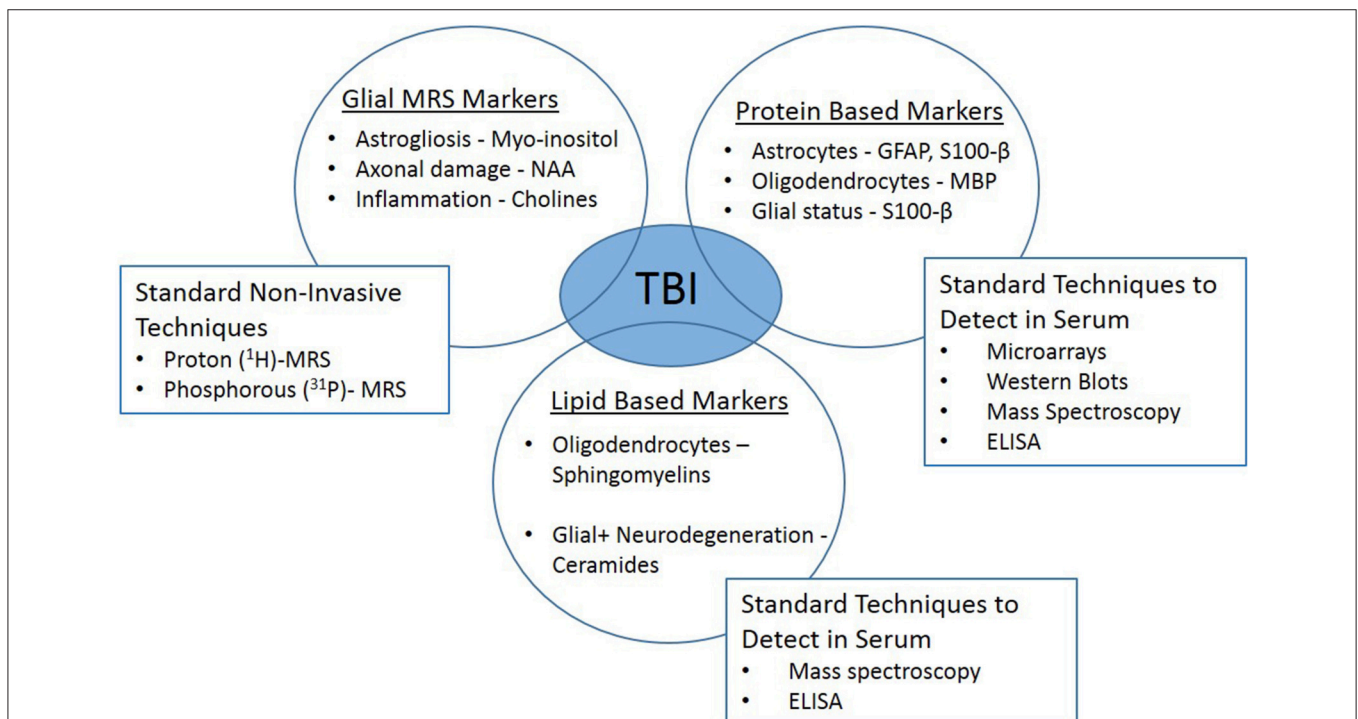 Glial MRS Markers
• Astrogliosis - Myo-inositol
• Axonal damage - NAA
• Inflammation - Cholines
Standard Non-Invasive
Techniques
• Proton (¹H)-MRS
• Phosphorous (³¹P)- MRS
Protein Based Markers
• Astrocytes - GFAP, S100-β
• Oligodendrocytes - MBP
• Glial status - S100-β
Standard Techniques to
Detect in Serum
• Microarrays
• Western Blots
• Mass Spectroscopy
• ELISA
TBI
Lipid Based Markers
• Oligodendrocytes –
Sphingomyelins
• Glial+ Neurodegeneration -
Ceramides
Standard Techniques to
Detect in Serum
• Mass spectroscopy
• ELISA